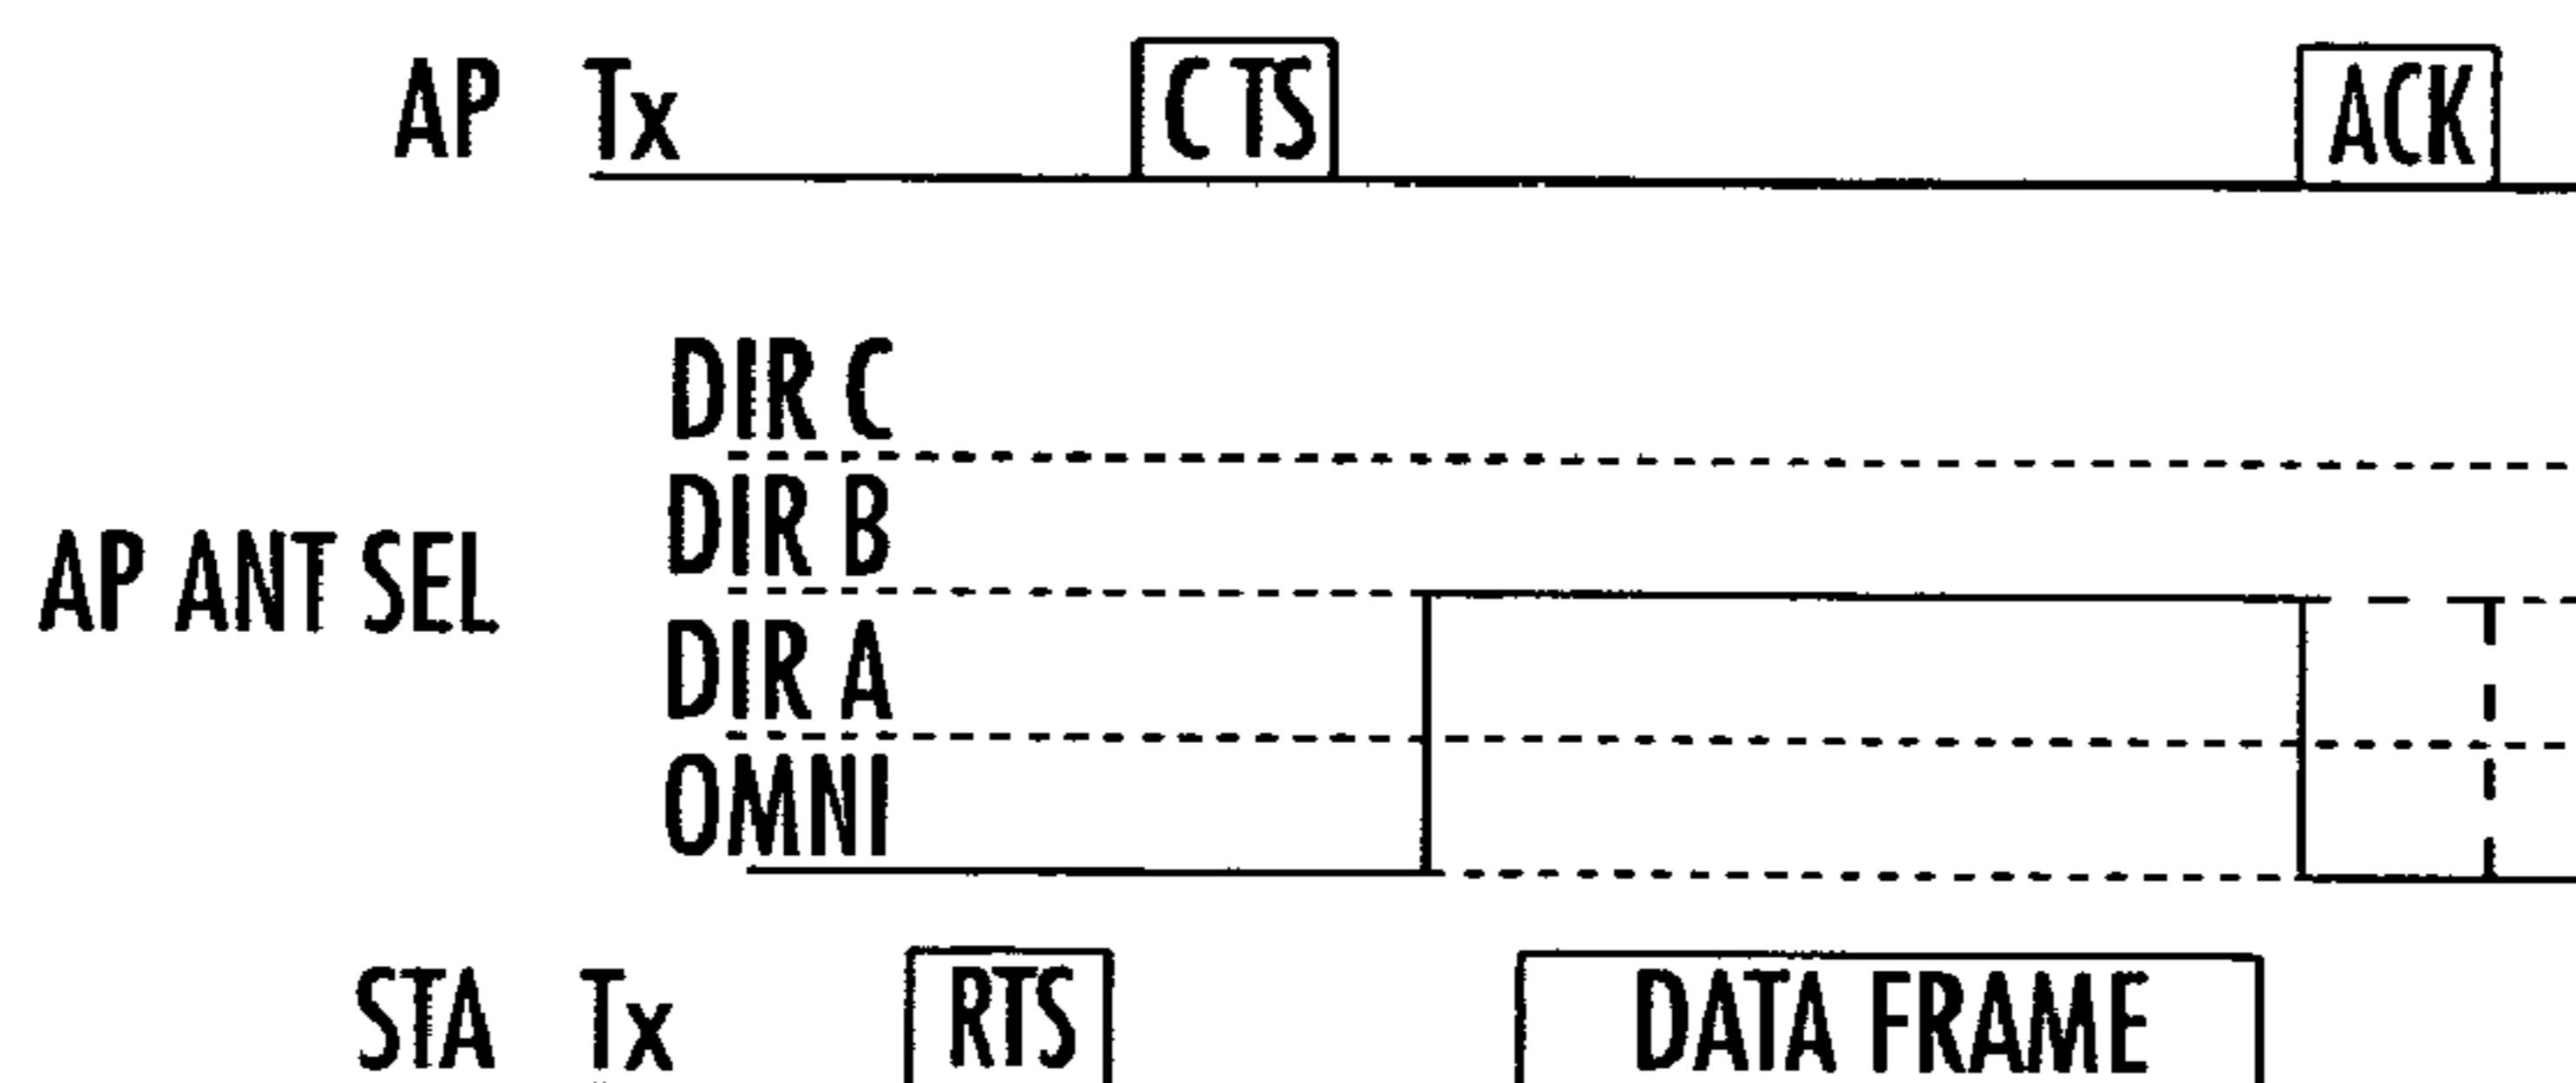 AP Tx CTS ACK
DIR C
DIR B
AP ANT SEL
DIR A
OMNI
STA Tx RTS DATA FRAME